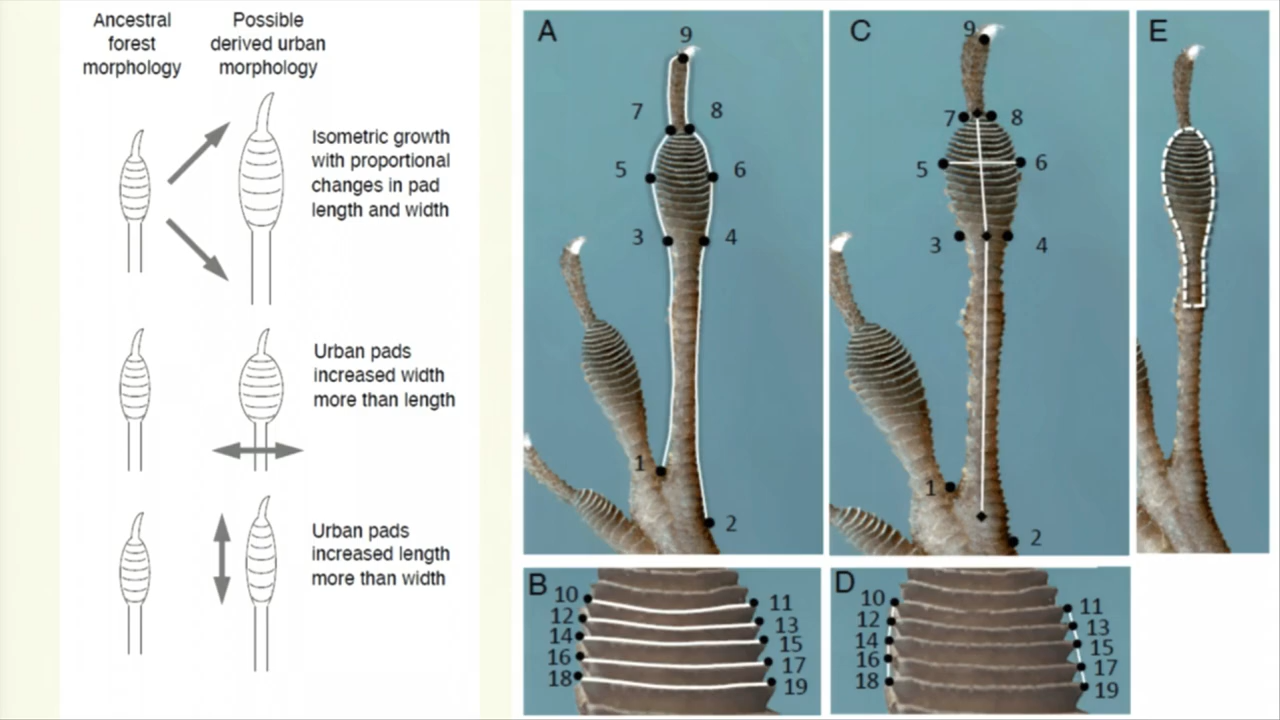 Ancestral
forest
morphology
Possible
derived urban
morphology
Isometric growth
with proportional
changes in pad
length and width
Urban pads
increased width
more than length
Urban pads
increased length
more than width
A
9
7 8
5 6
3 4
1
2
B
10 11
12 13
14 15
16 17
18 19
C
9
7 8
5 6
3 4
1
2
D
10 11
12 13
14 15
16 17
18 19
E